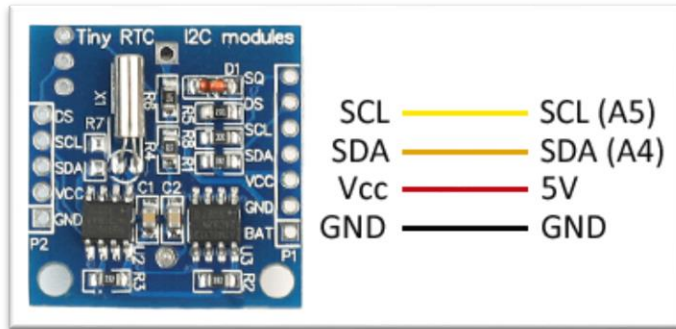 Tiny RTC I2C modules
D1
SQ
X1
R6
R5
DS
DS
SCL
SCL
R7
R8
R4
SDA
SDA
R1
VCC
VCC
C1 C2
GND
GND
BAT
P2
U2
U3
P1
R3
R2
SCL SCL (A5)
SDA SDA (A4)
Vcc 5V
GND GND